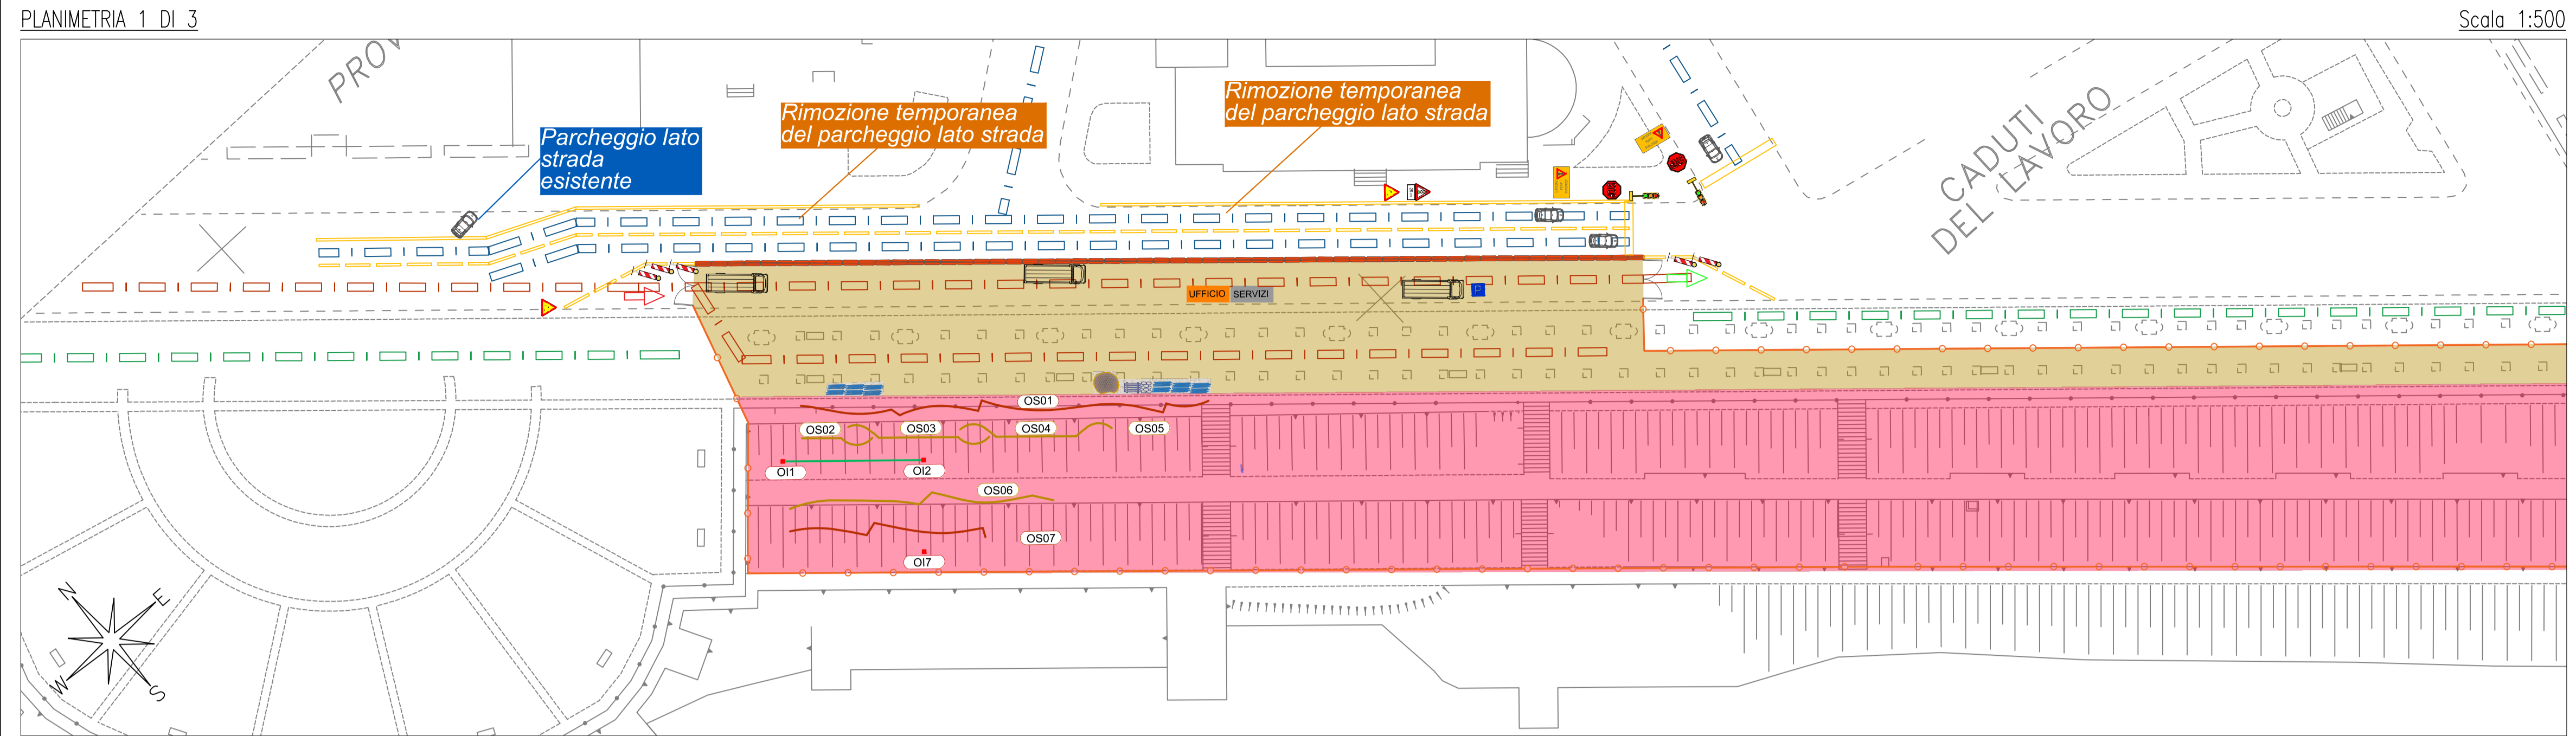 PLANIMETRIA 1 DI 3
Scala 1:500
Parcheggio lato
strada
esistente
Rimozione temporanea
del parcheggio lato strada
Rimozione temporanea
del parcheggio lato strada
CADUTI
DEL LAVORO
UFFICIO
SERVIZI
P
OS01
OS02
OS03
OS04
OS05
OI1
OI2
OS06
OS07
OI7
N
E
W
S